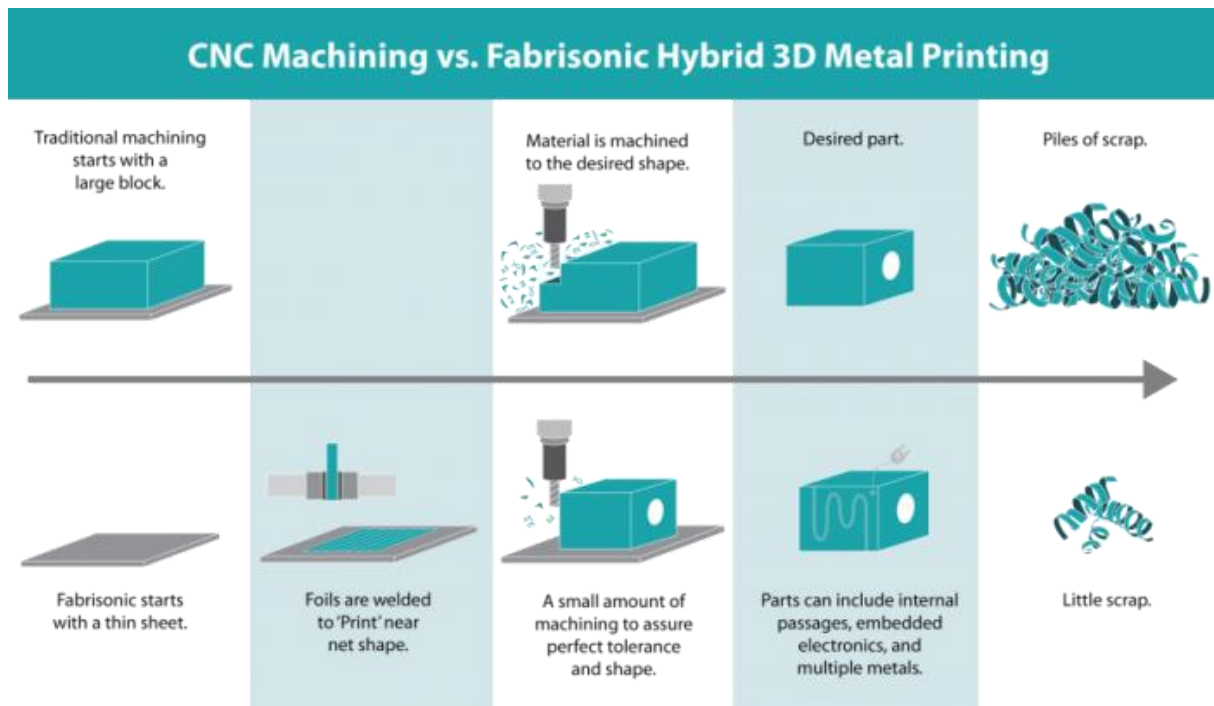 CNC Machining vs. Fabrisonic Hybrid 3D Metal Printing
Traditional machining
starts with a
large block.
Material is machined
to the desired shape.
Desired part.
Piles of scrap.
Fabrisonic starts
with a thin sheet.
Foils are welded
to ‘Print’ near
net shape.
A small amount of
machining to assure
perfect tolerance
and shape.
Parts can include internal
passages, embedded
electronics, and
multiple metals.
Little scrap.